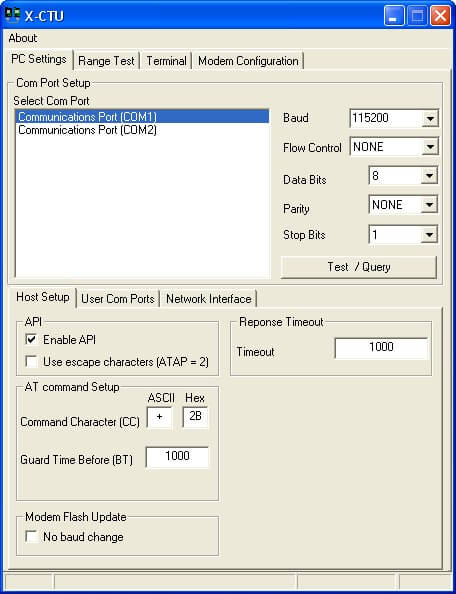 X-CTU
About
PC Settings Range Test Terminal Modem Configuration
Com Port Setup
Select Com Port
Communications Port (COM1)
Communications Port (COM2)
Baud 115200
Flow Control NONE
Data Bits 8
Parity NONE
Stop Bits 1
Test / Query
Host Setup User Com Ports Network Interface
API
Enable API
Use escape characters (ATAP = 2)
Reponse Timeout
Timeout 1000
AT command Setup
ASCII Hex
Command Character (CC) + 2B
Guard Time Before (BT) 1000
Modem Flash Update
No baud change